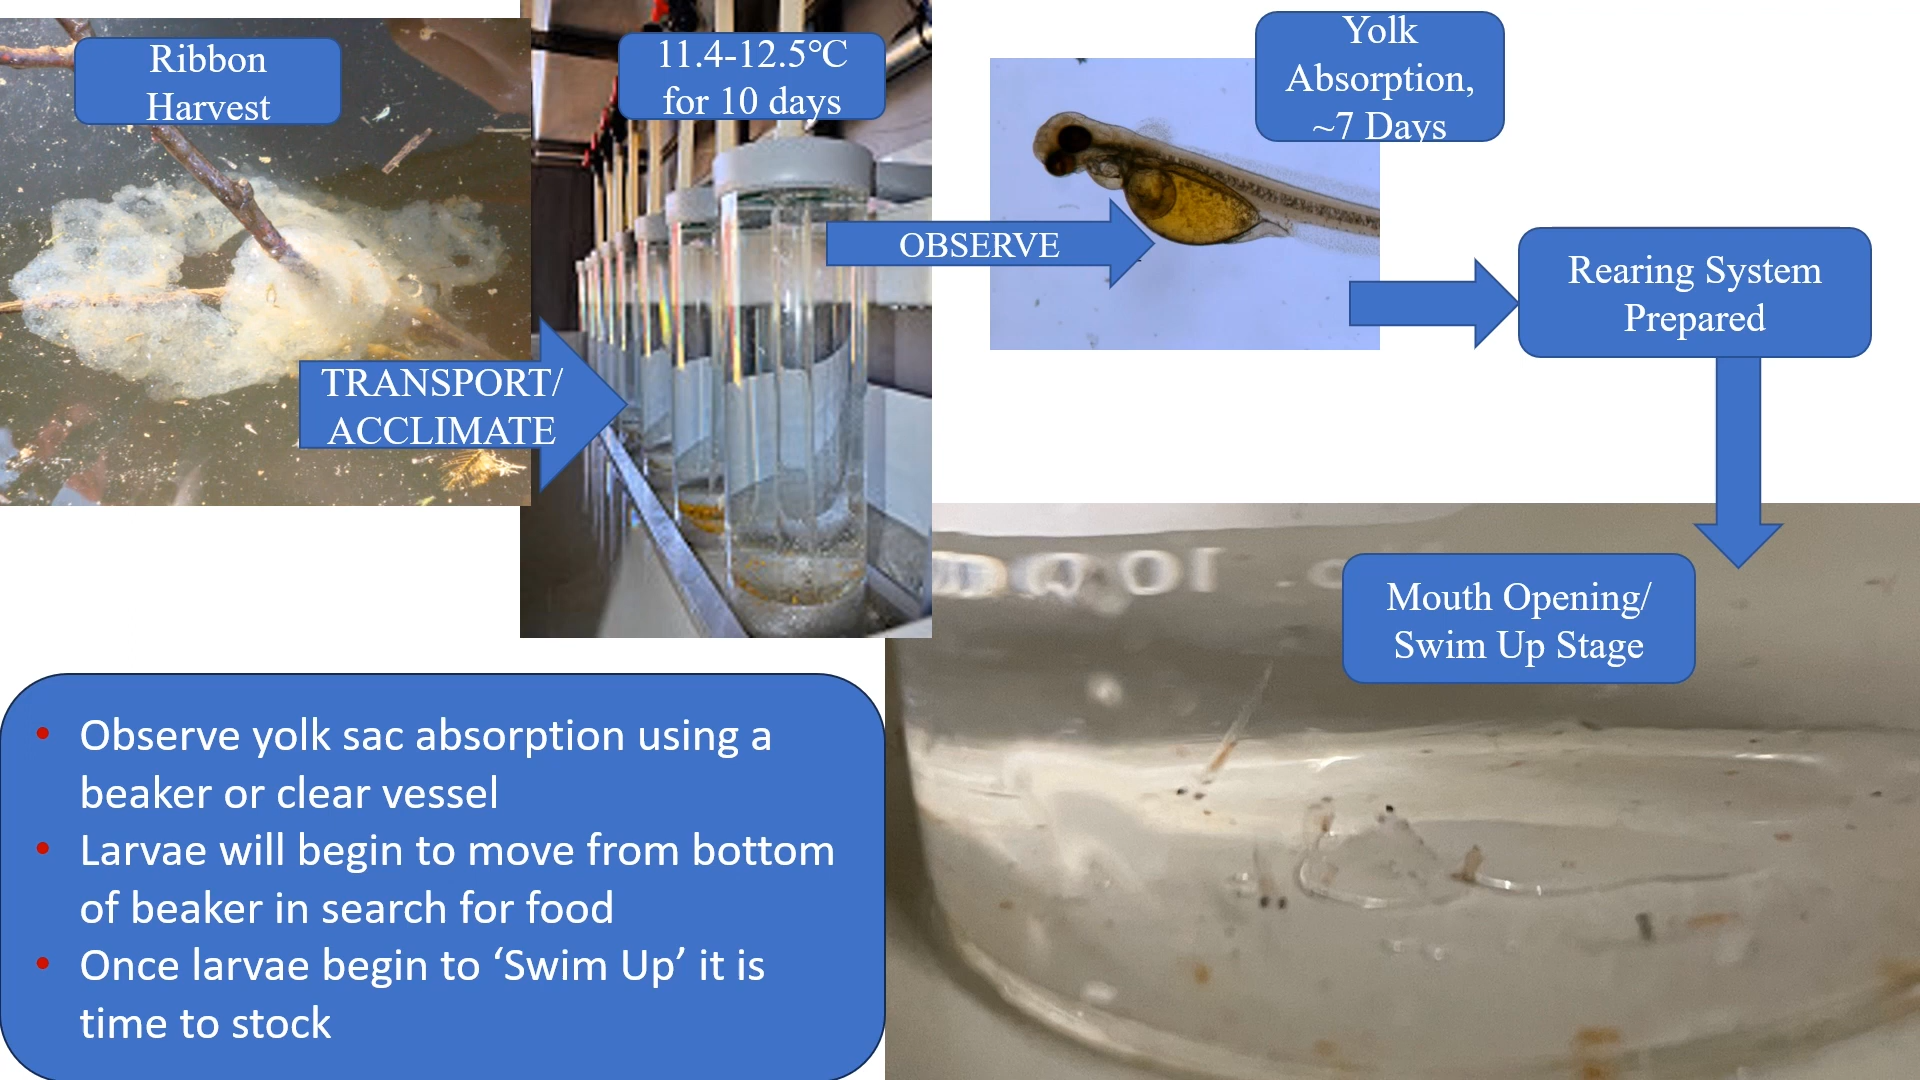 Ribbon
Harvest
11.4-12.5℃
for 10 days
Yolk
Absorption,
~7 Days
OBSERVE
Rearing System
Prepared
TRANSPORT/
ACCLIMATE
Mouth Opening/
Swim Up Stage
• Observe yolk sac absorption using a
beaker or clear vessel
• Larvae will begin to move from bottom
of beaker in search for food
• Once larvae begin to ‘Swim Up’ it is
time to stock